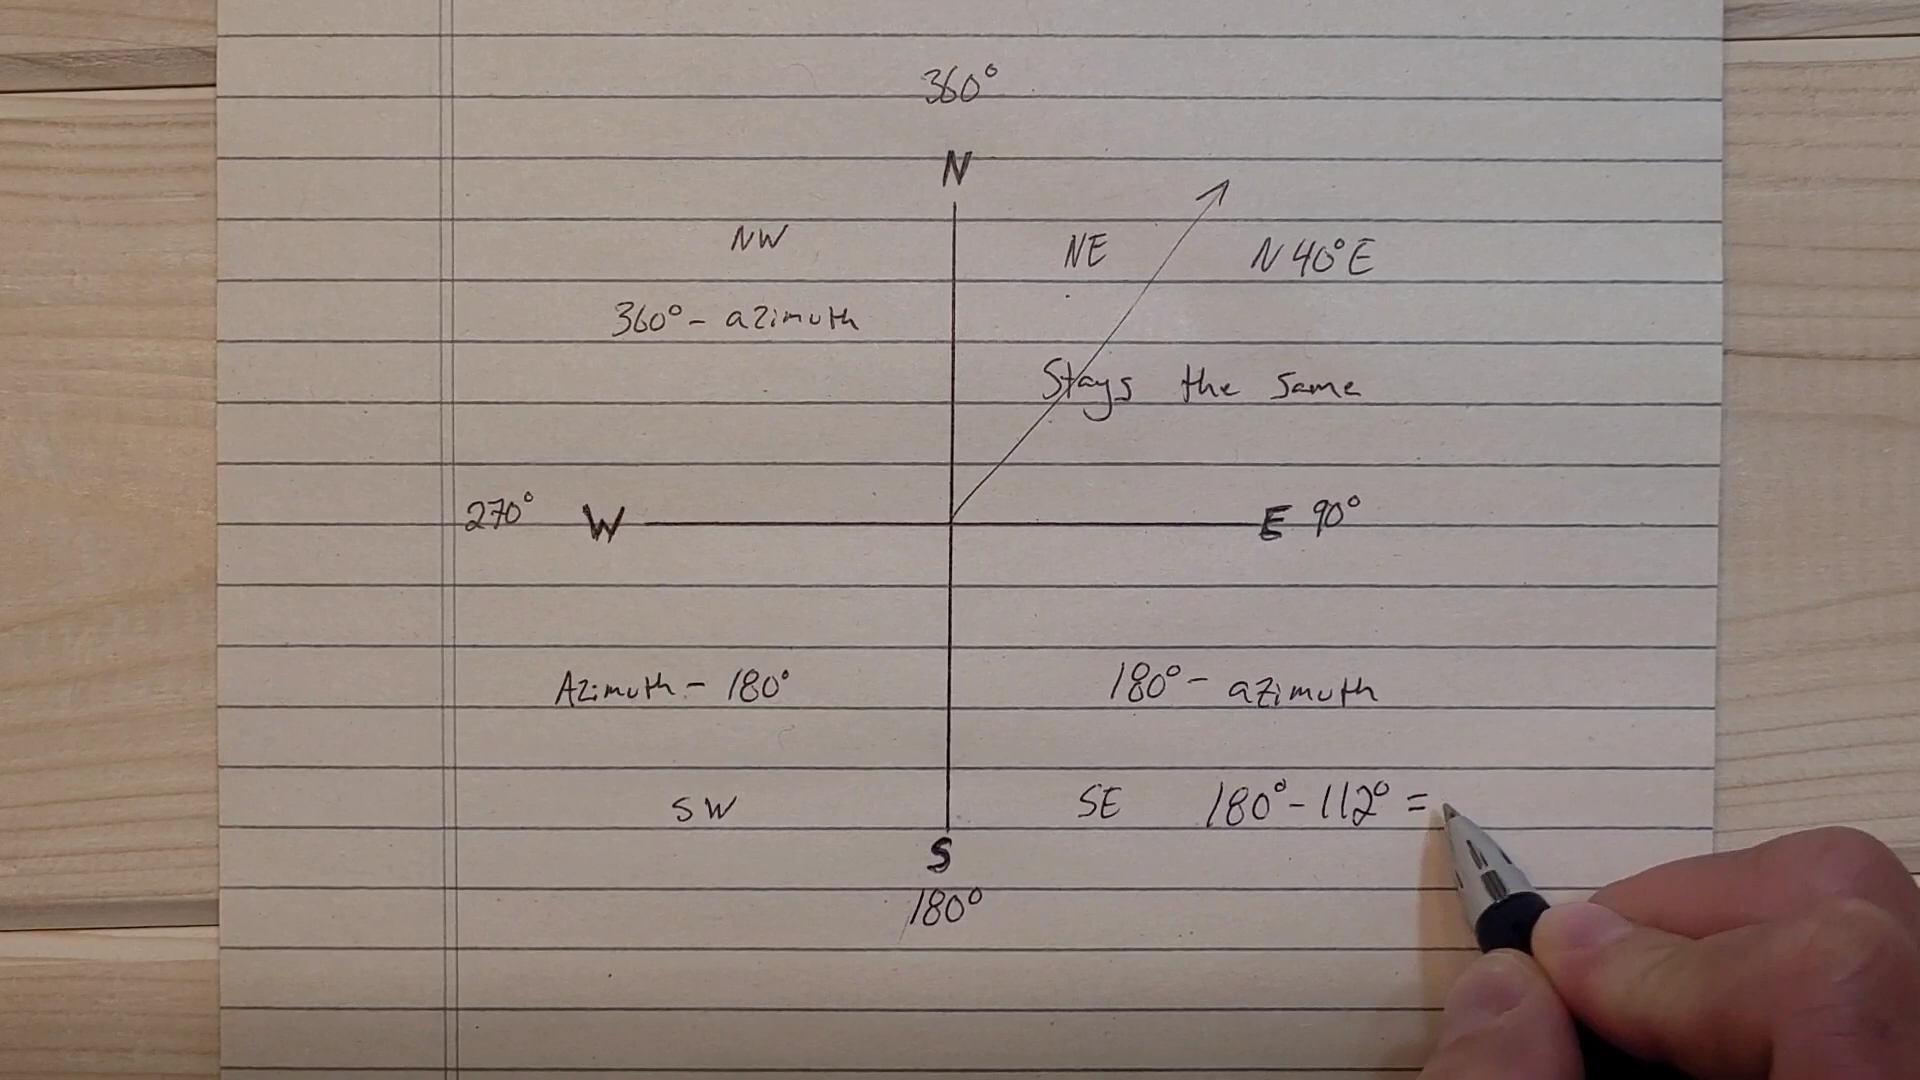 360°
N
NW
NE
N 40° E
360° - azimuth
Stays the same
270° W
E 90°
Azimuth - 180°
180° - azimuth
SW
SE 180° - 112° =
S
180°